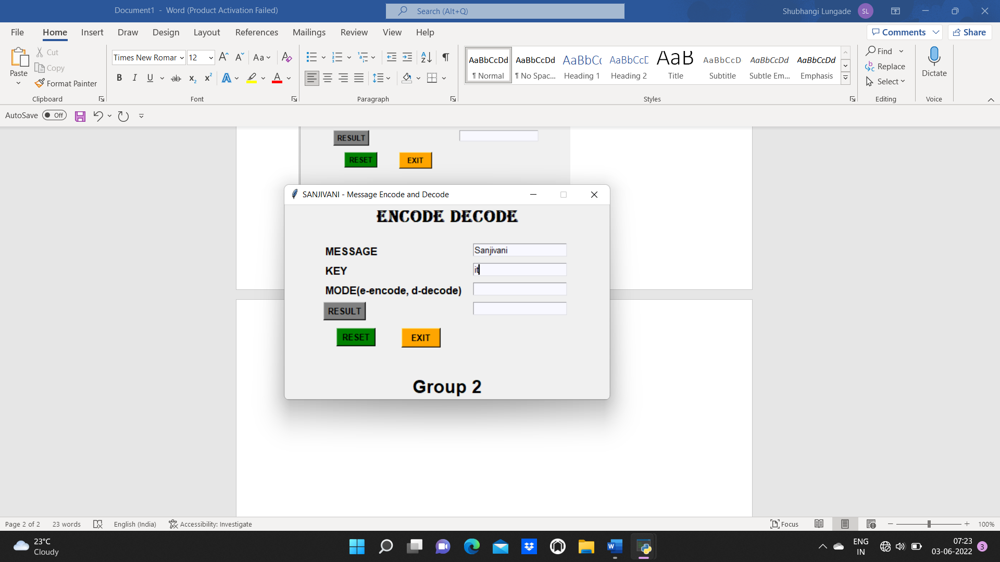 Document1 - Word (Product Activation Failed)
Search (Alt+Q)
Shubhangi Lungade
SL
File Home Insert Draw Design Layout References Mailings Review View Help
Comments
Share
Paste
Cut
Copy
Format Painter
Clipboard
Times New Romar 12
Aa
B I U ab x₂ x² A A
Font
Paragraph
AaBbCcDd AaBbCcDd AaBbCc AaBbCcE AaB AaBbCcD AaBbCcDd AaBbCcDd
¶ Normal ¶ No Spac... Heading 1 Heading 2 Title Subtitle Subtle Em... Emphasis
Styles
Find
Replace
Select
Editing
Dictate
Voice
AutoSave Off
RESULT
RESET EXIT
SANJIVANI - Message Encode and Decode
ENCODE DECODE
MESSAGE Sanjivani
KEY it
MODE(e-encode, d-decode)
RESULT
RESET EXIT
Group 2
Page 2 of 2 23 words English (India) Accessibility: Investigate Focus 100%
23°C
Cloudy
ENG
IN
07:23
03-06-2022
3